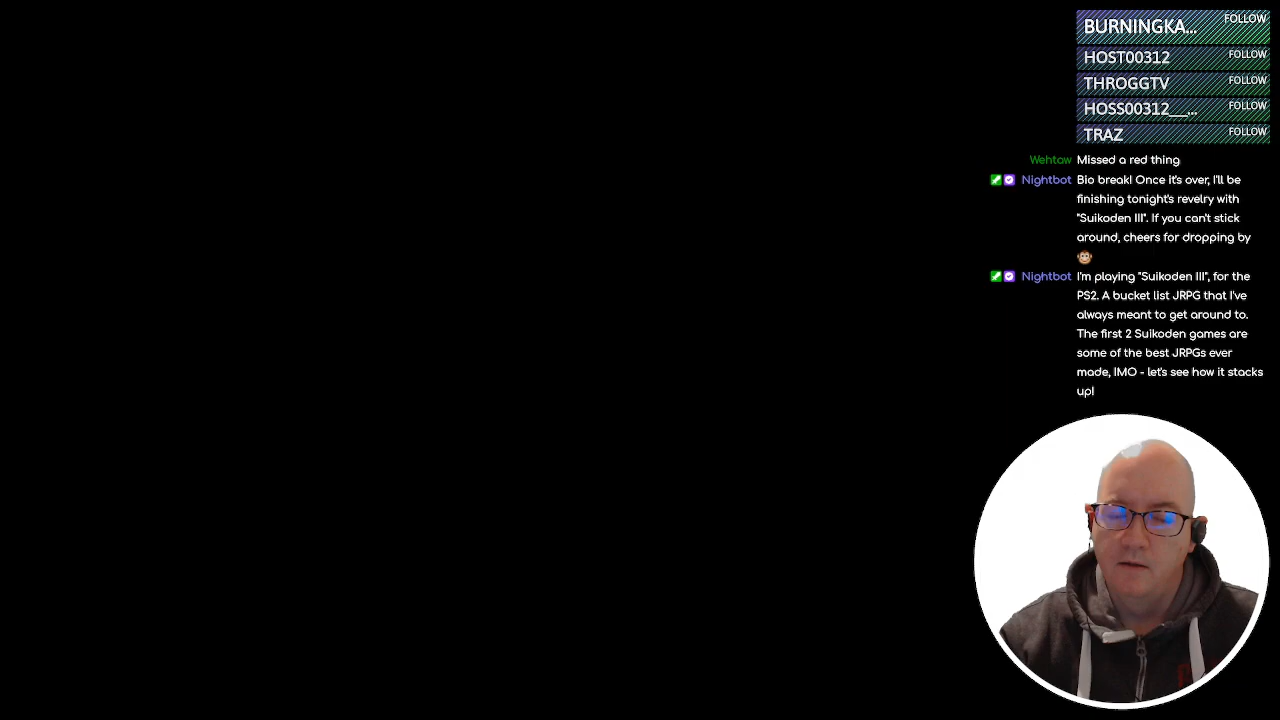 BURNINGKA... FOLLOW
HOST00312 FOLLOW
THROGGTV FOLLOW
HOSS00312__... FOLLOW
TRAZ FOLLOW
Wehtaw Missed a red thing
Nightbot Bio break! Once it's over, I'll be
finishing tonight's revelry with
"Suikoden III". If you can't stick
around, cheers for dropping by
Nightbot I'm playing "Suikoden III", for the
PS2. A bucket list JRPG that I've
always meant to get around to.
The first 2 Suikoden games are
some of the best JRPGs ever
made, IMO - let's see how it stacks
up!